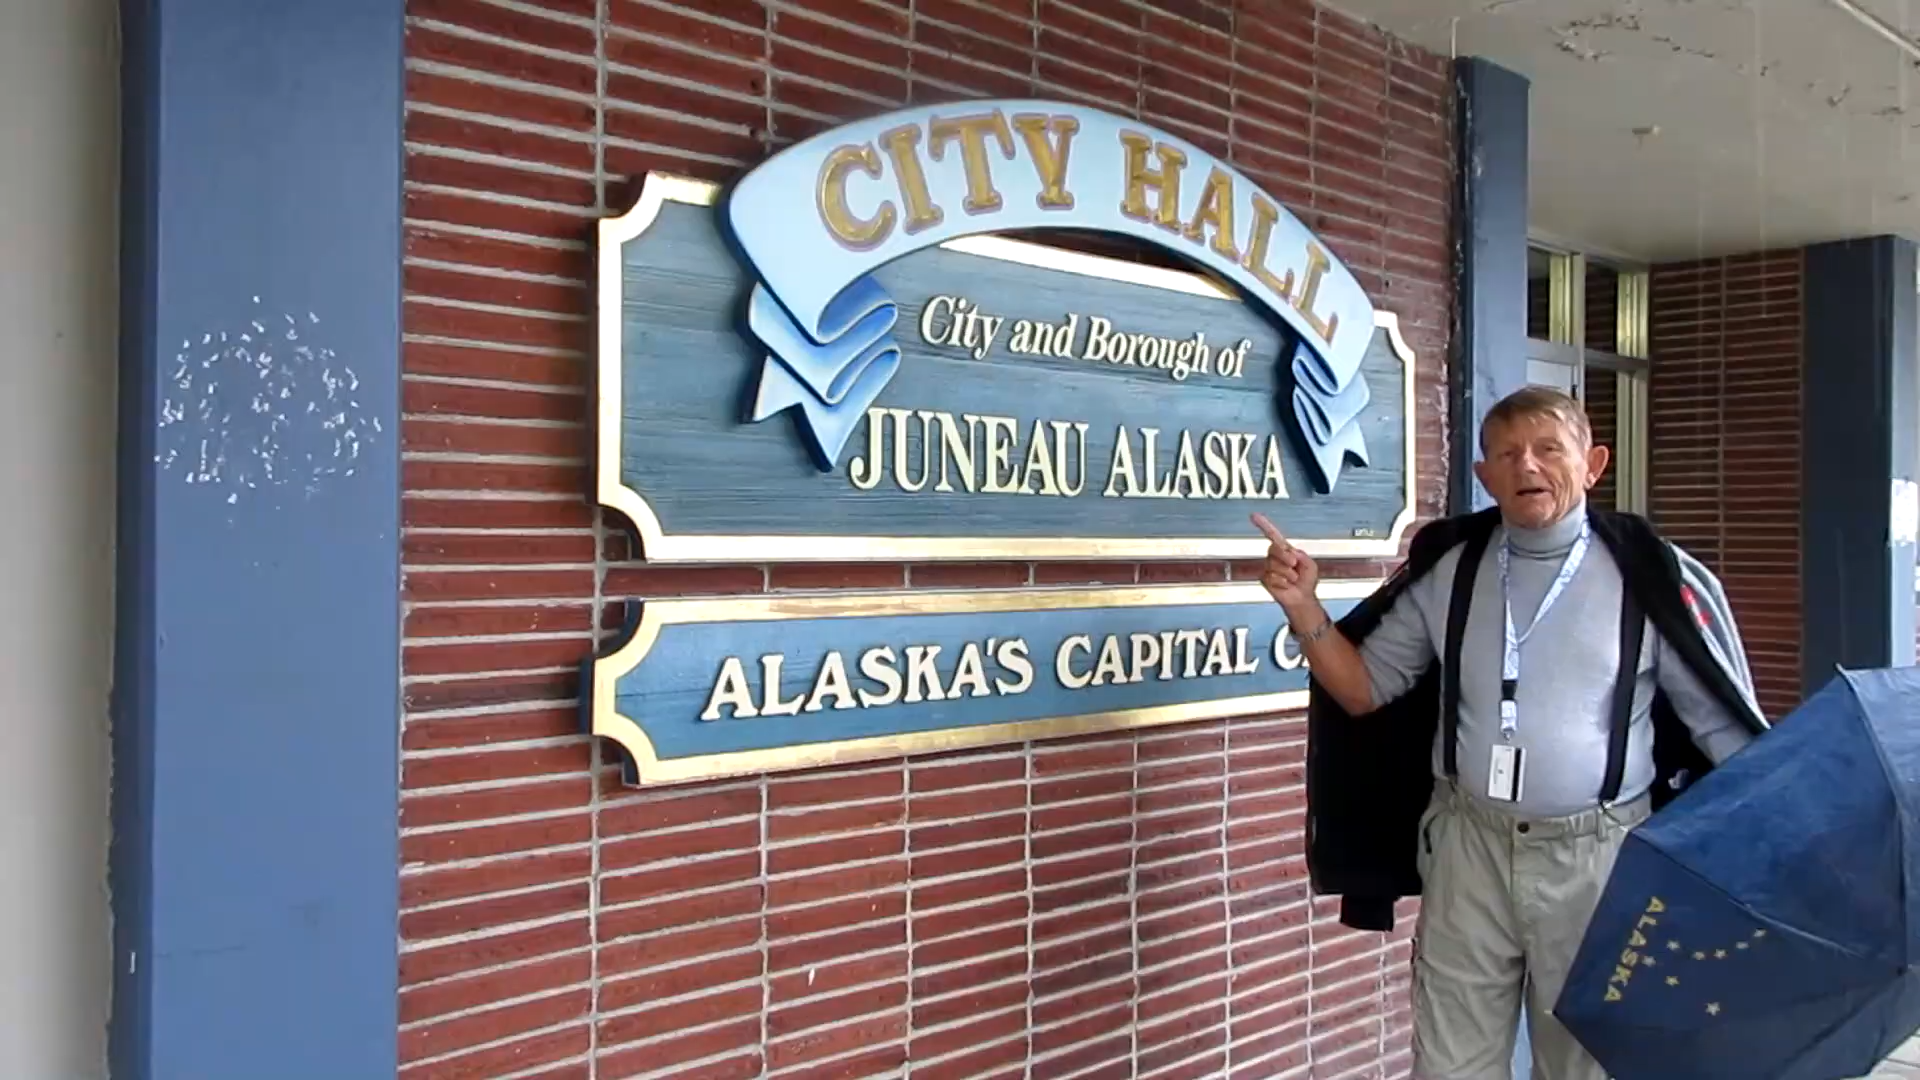 CITY HALL
City and Borough of
JUNEAU ALASKA
ALASKA'S CAPITAL
ALASKA